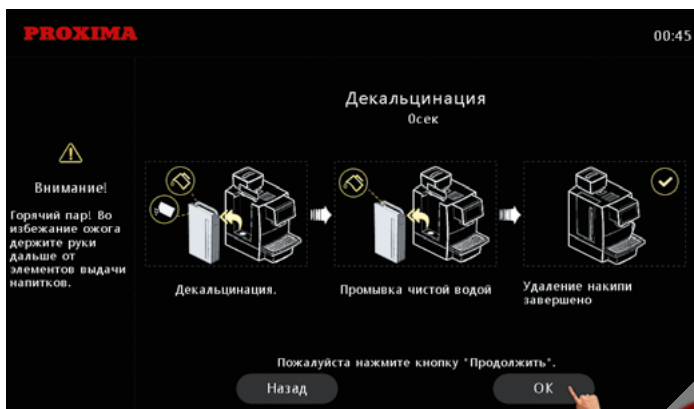 PROXIMA
00:45
Декальцинация
0сек
Внимание!
Горячий пар! Во
избежание ожога
держите руки
дальше от
элементов выдачи
напитков.
Декальцинация.
Промывка чистой водой
Удаление накипи
завершено
Пожалуйста нажмите кнопку "Продолжить".
Назад
OK